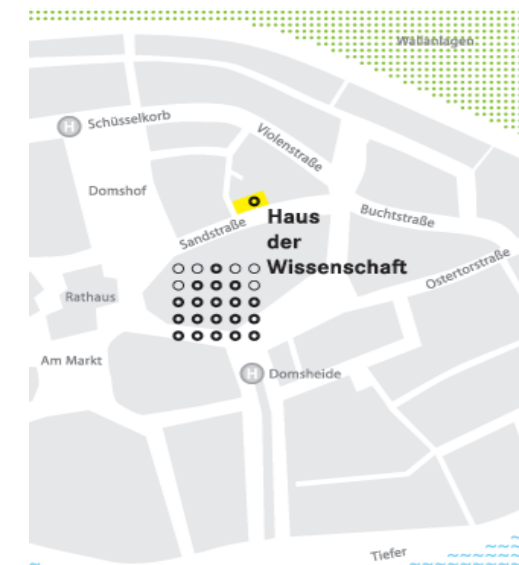 Wallanlagen
H Schüsselkorb
Violenstraße
Domshof
Buchtstraße
Sandstraße
Haus
der
Wissenschaft
Ostertorstraße
Rathaus
Am Markt
H Domsheide
Tiefer